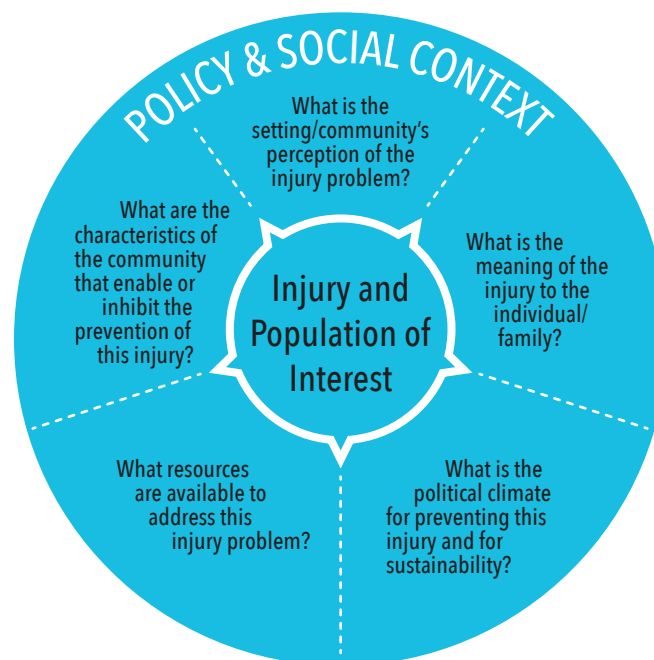 POLICY & SOCIAL CONTEXT
What is the
setting/community's
perception of the
injury problem?
What are the
characteristics of
the community
that enable or
inhibit the
prevention of
this injury?
What is the
meaning of the
injury to the
individual/
family?
Injury and
Population of
Interest
What resources
are available to
address this
injury problem?
What is the
political climate
for preventing this
injury and for
sustainability?